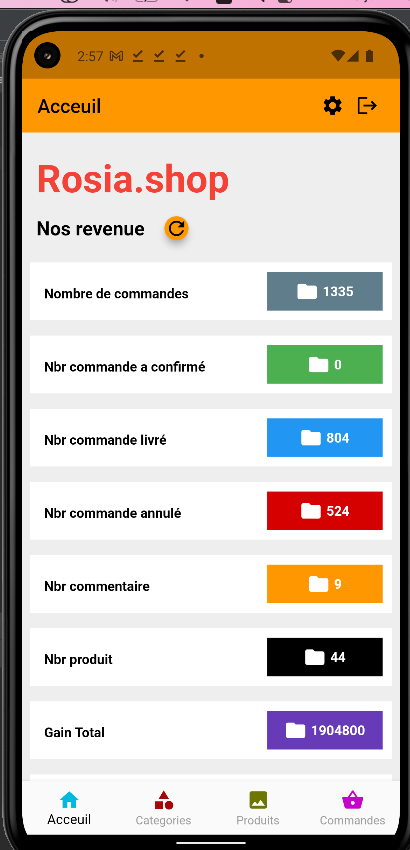 2:57
Acceuil
Rosia.shop
Nos revenue
Nombre de commandes 1335
Nbr commande a confirmé 0
Nbr commande livré 804
Nbr commande annulé 524
Nbr commentaire 9
Nbr produit 44
Gain Total 1904800
Acceuil Categories Produits Commandes